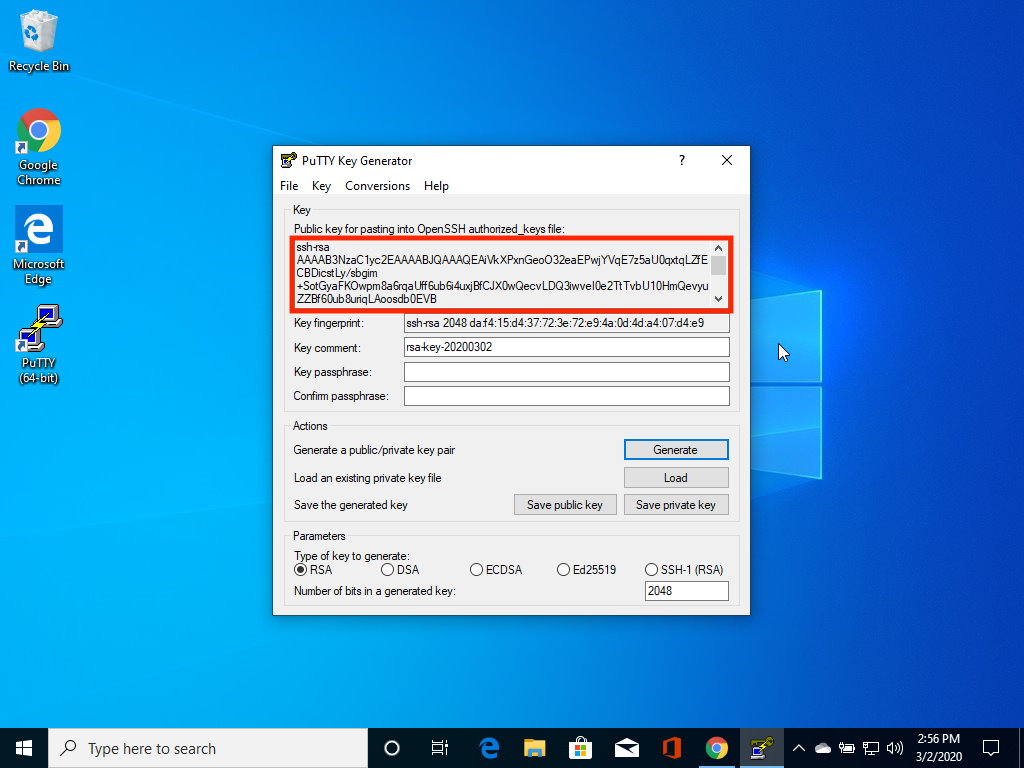 Recycle Bin
Google
Chrome
Microsoft
Edge
PuTTY
(64-bit)
PuTTY Key Generator
?
File Key Conversions Help
Key
Public key for pasting into OpenSSH authorized_keys file:
ssh-rsa
AAAAB3NzaC1yc2EAAAABJQAAAQEAiVkXPxnGeoO32eaEPwjYVqE7z5aU0qxtqLZfE
CBDicstLy/sbgim
+SotGyaFKOwpm8a6rqaUff6ub6i4uxjBfCJX0wQecvLDQ3iwveI0e2TtTvbU10HmQevyu
ZZBf60ub8uriqLAoosdb0EVB
Key fingerprint: ssh-rsa 2048 da:f4:15:d4:37:72:3e:72:e9:4a:0d:4d:a4:07:d4:e9
Key comment: rsa-key-20200302
Key passphrase:
Confirm passphrase:
Actions
Generate a public/private key pair Generate
Load an existing private key file Load
Save the generated key Save public key Save private key
Parameters
Type of key to generate:
RSA DSA ECDSA Ed25519 SSH-1 (RSA)
Number of bits in a generated key: 2048
Type here to search
2:56 PM
3/2/2020